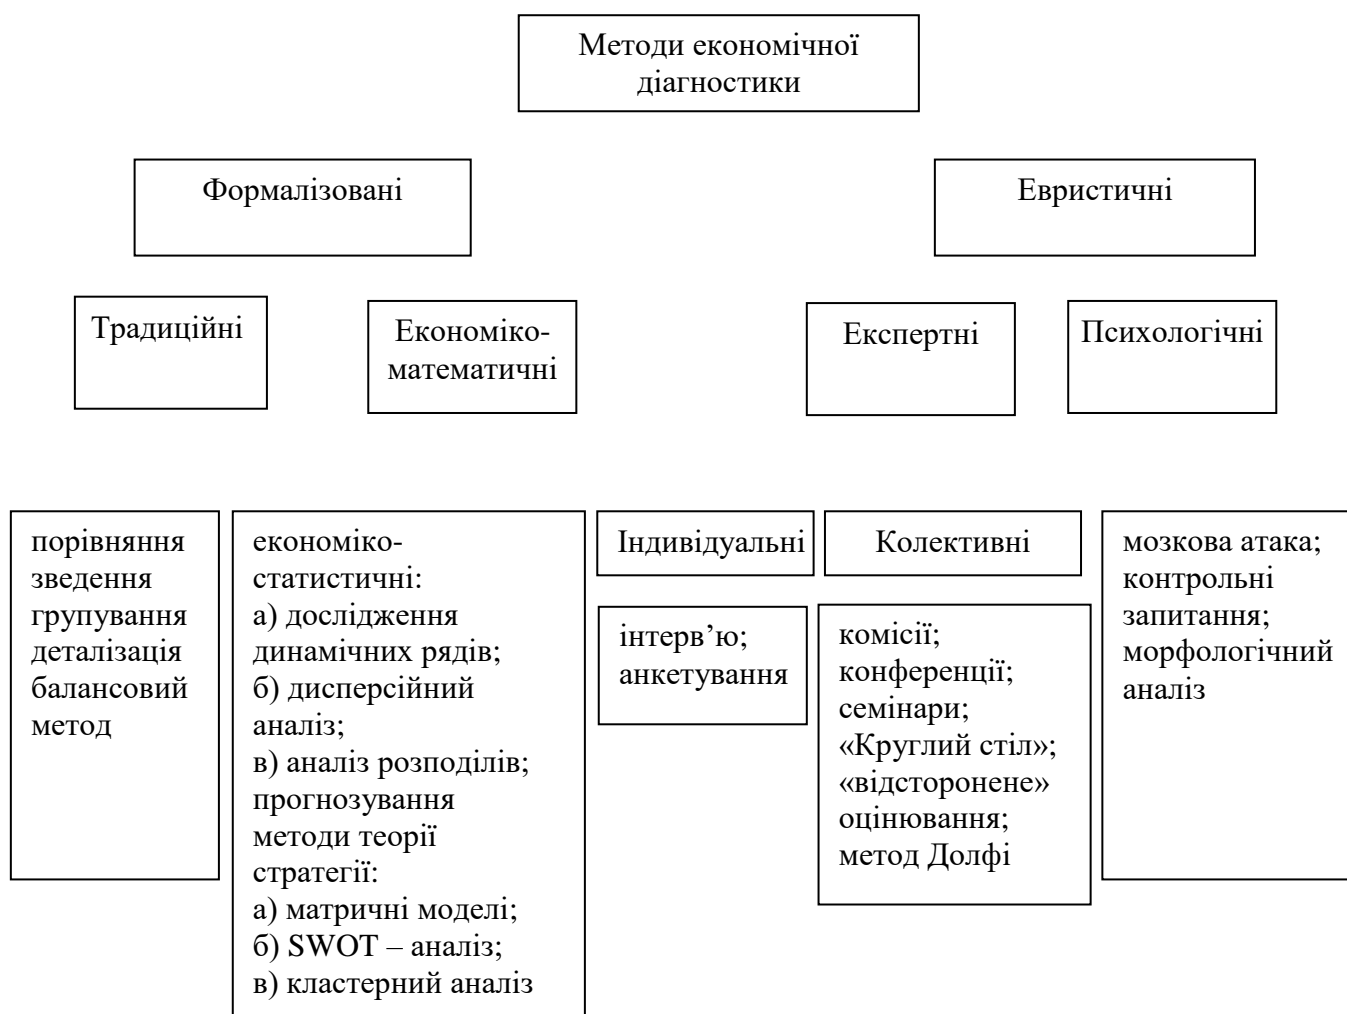 Методи економічної
діагностики
Формалізовані
Евристичні
Традиційні
Економіко-
математичні
Експертні
Психологічні
порівняння
зведення
групування
деталізація
балансовий
метод
економіко-
статистичні:
а) дослідження
динамічних рядів;
б) дисперсійний
аналіз;
в) аналіз розподілів;
прогнозування
методи теорії
стратегії:
а) матричні моделі;
б) SWOT – аналіз;
в) кластерний аналіз
Індивідуальні
інтерв’ю;
анкетування
Колективні
комісії;
конференції;
семінари;
«Круглий стіл»;
«відсторонене»
оцінювання;
метод Долфі
мозкова атака;
контрольні
запитання;
морфологічний
аналіз